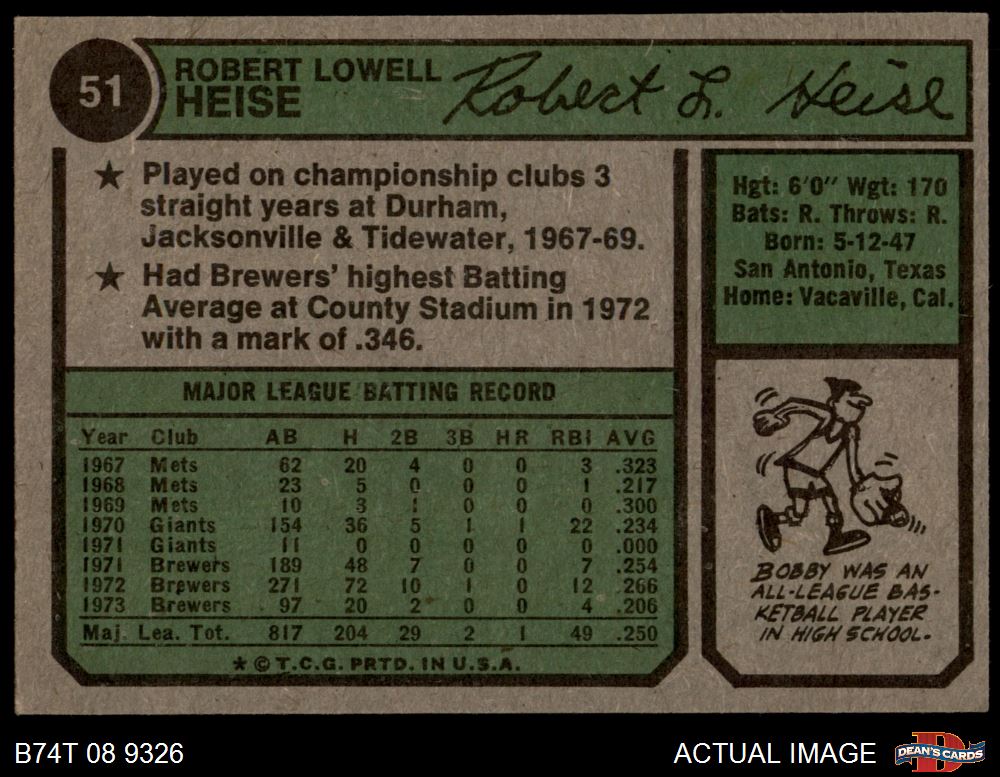 51
ROBERT LOWELL
HEISE
Robert L. Heise
★ Played on championship clubs 3
straight years at Durham,
Jacksonville & Tidewater, 1967-69.
★ Had Brewers' highest Batting
Average at County Stadium in 1972
with a mark of .346.
Hgt: 6'0" Wgt: 170
Bats: R. Throws: R.
Born: 5-12-47
San Antonio, Texas
Home: Vacaville, Cal.
MAJOR LEAGUE BATTING RECORD
Year Club AB H 2B 3B HR RBI AVG
1967 Mets 62 20 4 0 0 3 .323
1968 Mets 23 5 0 0 0 1 .217
1969 Mets 10 3 1 0 0 0 .300
1970 Giants 154 36 5 1 1 22 .234
1971 Giants 11 0 0 0 0 0 .000
1971 Brewers 189 48 7 0 0 7 .254
1972 Brewers 271 72 10 1 0 12 .266
1973 Brewers 97 20 2 0 0 4 .206
Maj. Lea. Tot. 817 204 29 2 1 49 .250
★ © T.C.G. PRTD. IN U.S.A.
BOBBY WAS AN
ALL-LEAGUE BAS-
KETBALL PLAYER
IN HIGH SCHOOL.
B74T 08 9326
ACTUAL IMAGE
DEAN'S CARDS